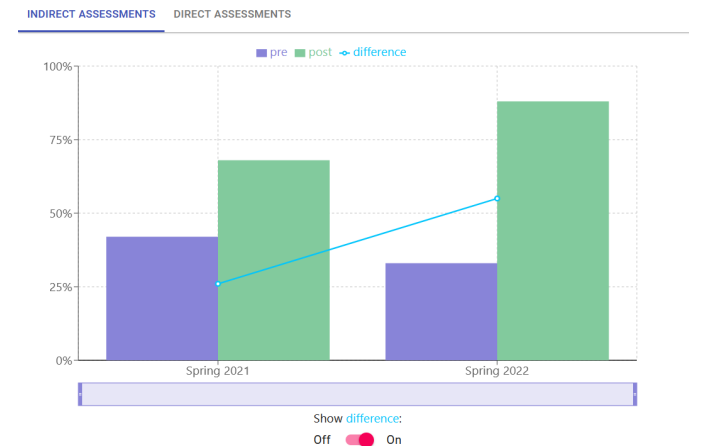 INDIRECT ASSESSMENTS DIRECT ASSESSMENTS
pre post difference
100%
75%
50%
25%
0%
Spring 2021 Spring 2022
Show difference:
Off On